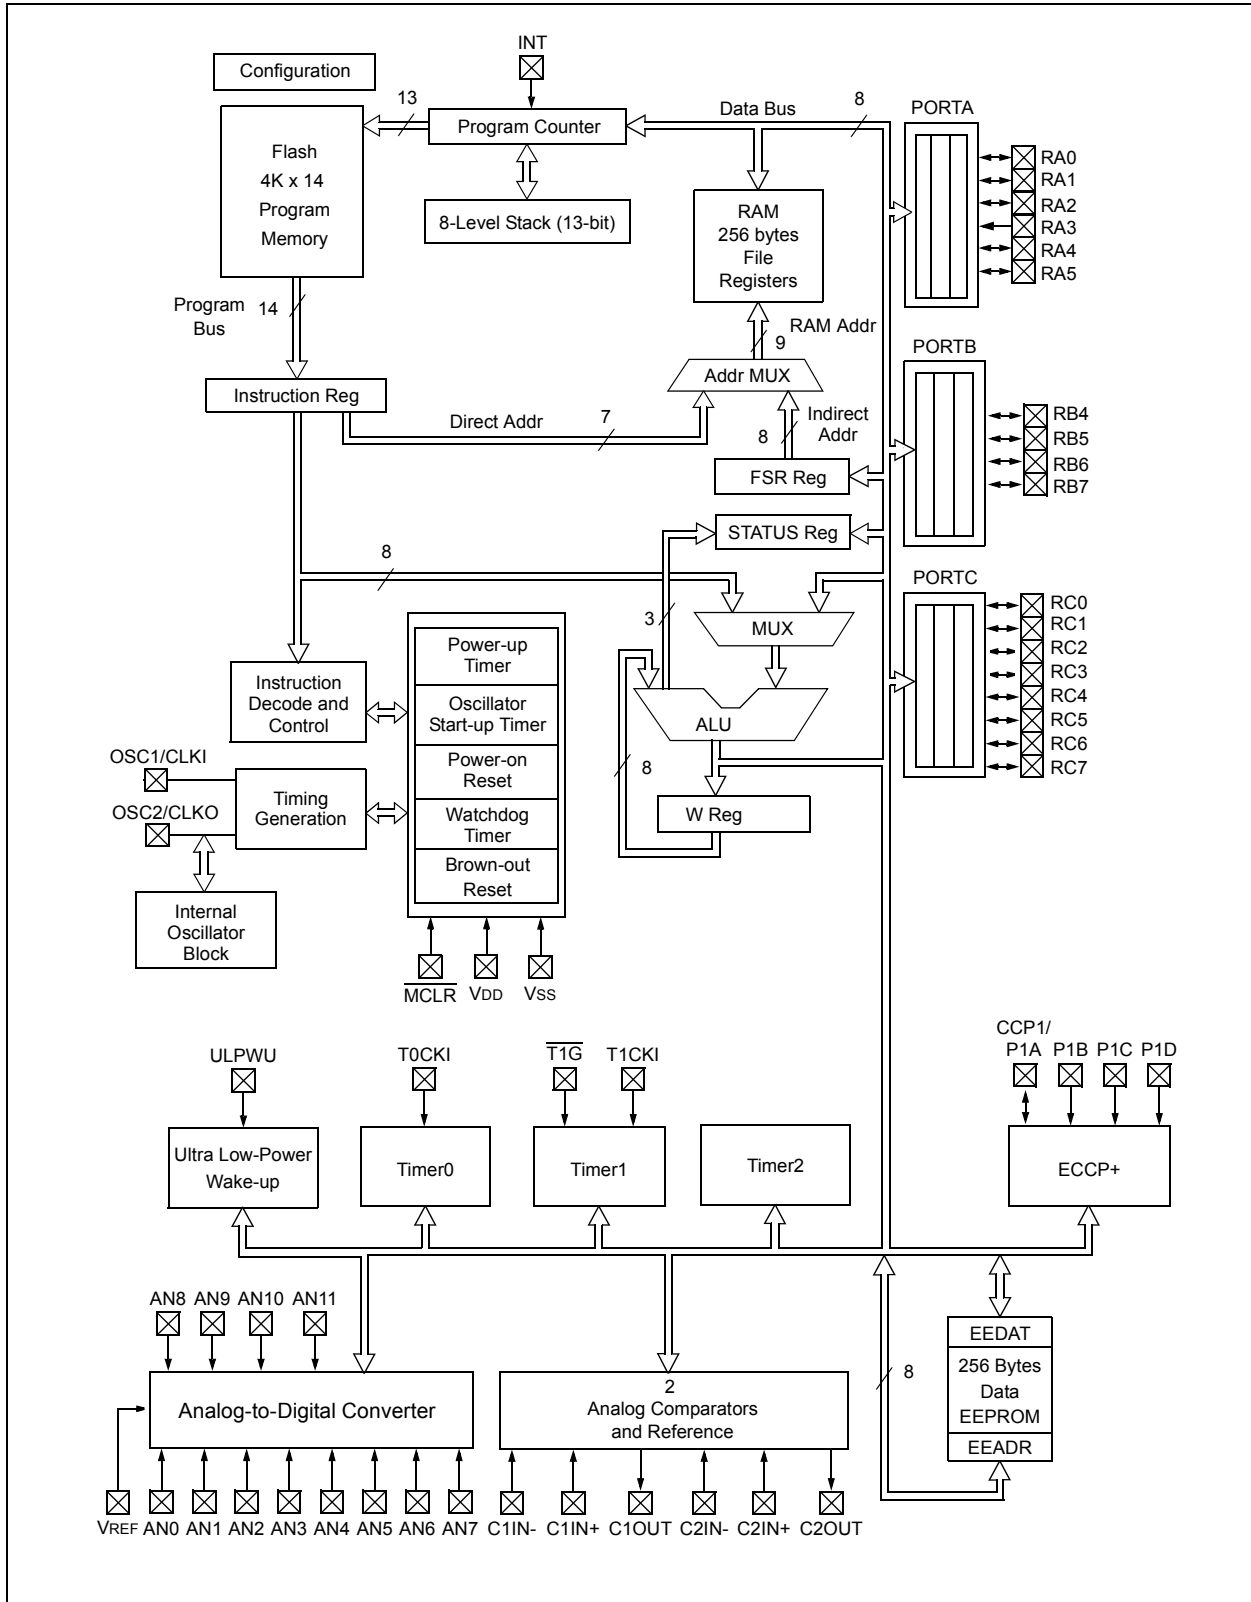 INT
Configuration
13
Data Bus
8
PORTA
Program Counter
Flash
4K x 14
Program
Memory
8-Level Stack (13-bit)
RAM
256 bytes
File
Registers
RA0
RA1
RA2
RA3
RA4
RA5
Program
Bus
14
RAM Addr
9
PORTB
Addr MUX
Instruction Reg
Direct Addr
7
Indirect
Addr
8
RB4
RB5
RB6
RB7
FSR Reg
STATUS Reg
8
3
PORTC
MUX
RC0
RC1
RC2
RC3
RC4
RC5
RC6
RC7
Power-up
Timer
Instruction
Decode and
Control
Oscillator
Start-up Timer
ALU
8
OSC1/CLKI
Power-on
Reset
OSC2/CLKO
Timing
Generation
Watchdog
Timer
W Reg
Brown-out
Reset
Internal
Oscillator
Block
MCLR
VDD
VSS
ULPWU
T0CKI
T1G
T1CKI
CCP1/
P1A
P1B
P1C
P1D
Ultra Low-Power
Wake-up
Timer0
Timer1
Timer2
ECCP+
AN8
AN9
AN10
AN11
EEDAT
256 Bytes
Data
EEPROM
EEADR
8
Analog-to-Digital Converter
2
Analog Comparators
and Reference
VREF
AN0
AN1
AN2
AN3
AN4
AN5
AN6
AN7
C1IN-
C1IN+
C1OUT
C2IN-
C2IN+
C2OUT